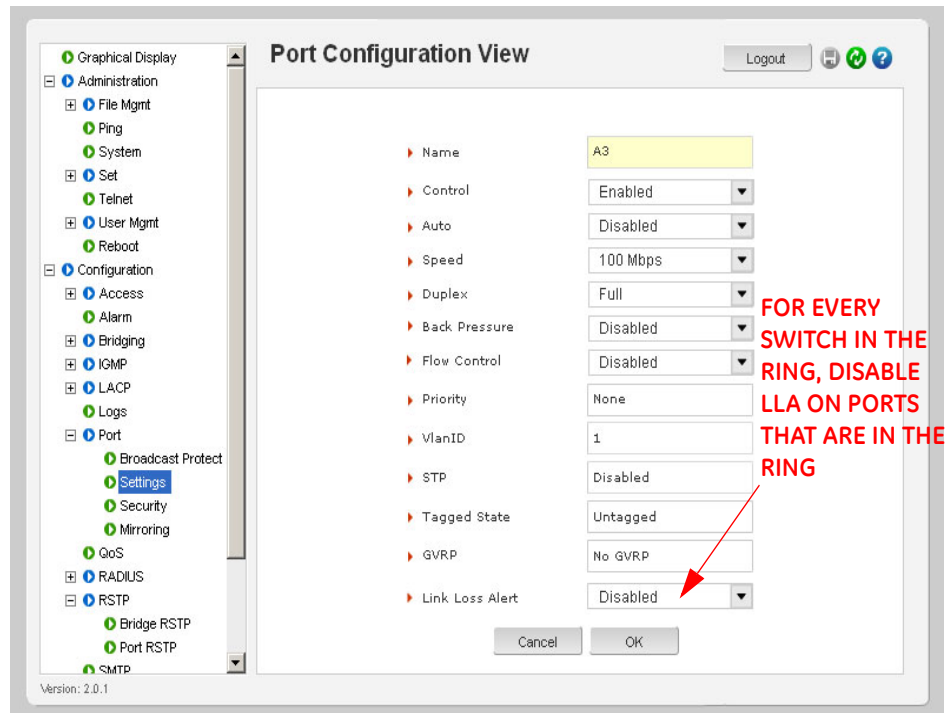 Port Configuration View
Logout
Graphical Display
Administration
File Mgmt
Ping
System
Set
Telnet
User Mgmt
Reboot
Configuration
Access
Alarm
Bridging
IGMP
LACP
Logs
Port
Broadcast Protect
Settings
Security
Mirroring
QoS
RADIUS
RSTP
Bridge RSTP
Port RSTP
SMTP
Version: 2.0.1
Name A3
Control Enabled
Auto Disabled
Speed 100 Mbps
Duplex Full
Back Pressure Disabled
Flow Control Disabled
Priority None
VlanID 1
STP Disabled
Tagged State Untagged
GVRP No GVRP
Link Loss Alert Disabled
Cancel OK
FOR EVERY
SWITCH IN THE
RING, DISABLE
LLA ON PORTS
THAT ARE IN THE
RING